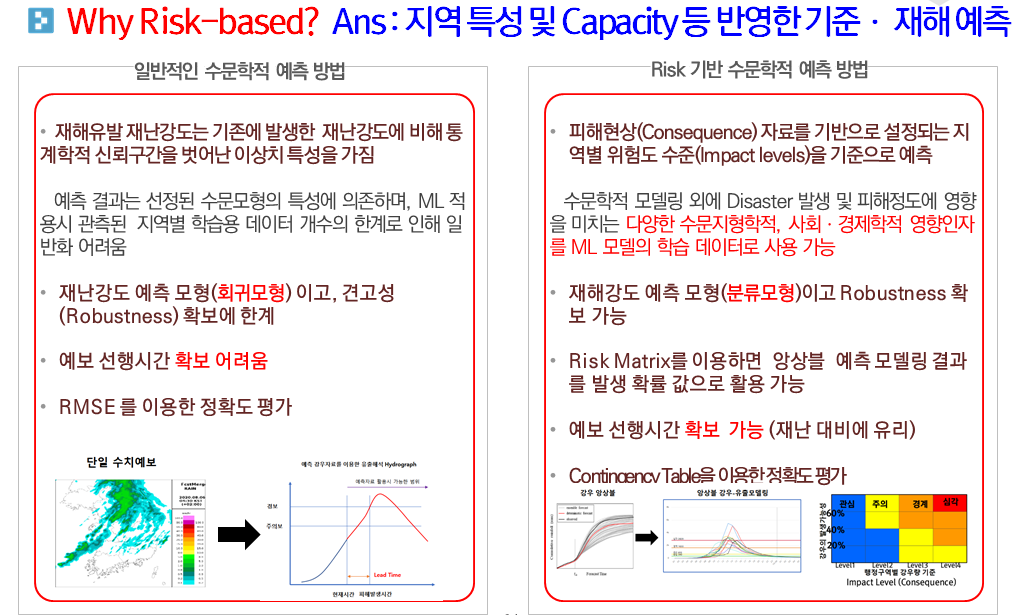 Why Risk-based? Ans : 지역 특성 및 Capacity 등 반영한 기준 · 재해 예측
일반적인 수문학적 예측 방법
• 재해유발 재난강도는 기존에 발생한 재난강도에 비해 통
계학적 신뢰구간을 벗어난 이상치 특성을 가짐
예측 결과는 선정된 수문모형의 특성에 의존하며, ML 적
용시 관측된 지역별 학습용 데이터 개수의 한계로 인해 일
반화 어려움
• 재난강도 예측 모형(회귀모형) 이고, 견고성
(Robustness) 확보에 한계
• 예보 선행시간 확보 어려움
• RMSE 를 이용한 정확도 평가
단일 수치예보
예측 강우자료를 이용한 유출해석 Hydrograph
예측자료 활용시 가능한 범위
경보
주의보
Lead Time
현재시간 피해발생시간
Risk 기반 수문학적 예측 방법
• 피해현상(Consequence) 자료를 기반으로 설정되는 지
역별 위험도 수준(Impact levels)을 기준으로 예측
수문학적 모델링 외에 Disaster 발생 및 피해정도에 영향
을 미치는 다양한 수문지형학적, 사회 · 경제학적 영향인자
를 ML 모델의 학습 데이터로 사용 가능
• 재해강도 예측 모형(분류모형)이고 Robustness 확
보 가능
• Risk Matrix를 이용하면 앙상블 예측 모델링 결과
를 발생 확률 값으로 활용 가능
• 예보 선행시간 확보 가능 (재난 대비에 유리)
• Contingency Table을 이용한 정확도 평가
강우 앙상블
Forecast Time
앙상블 강우-유출모델링
강우의 발생가능성
관심 주의 경계 심각
60%
40%
20%
Level1 Level2 Level3 Level4
행정구역별 강우량 기준
Impact Level (Consequence)